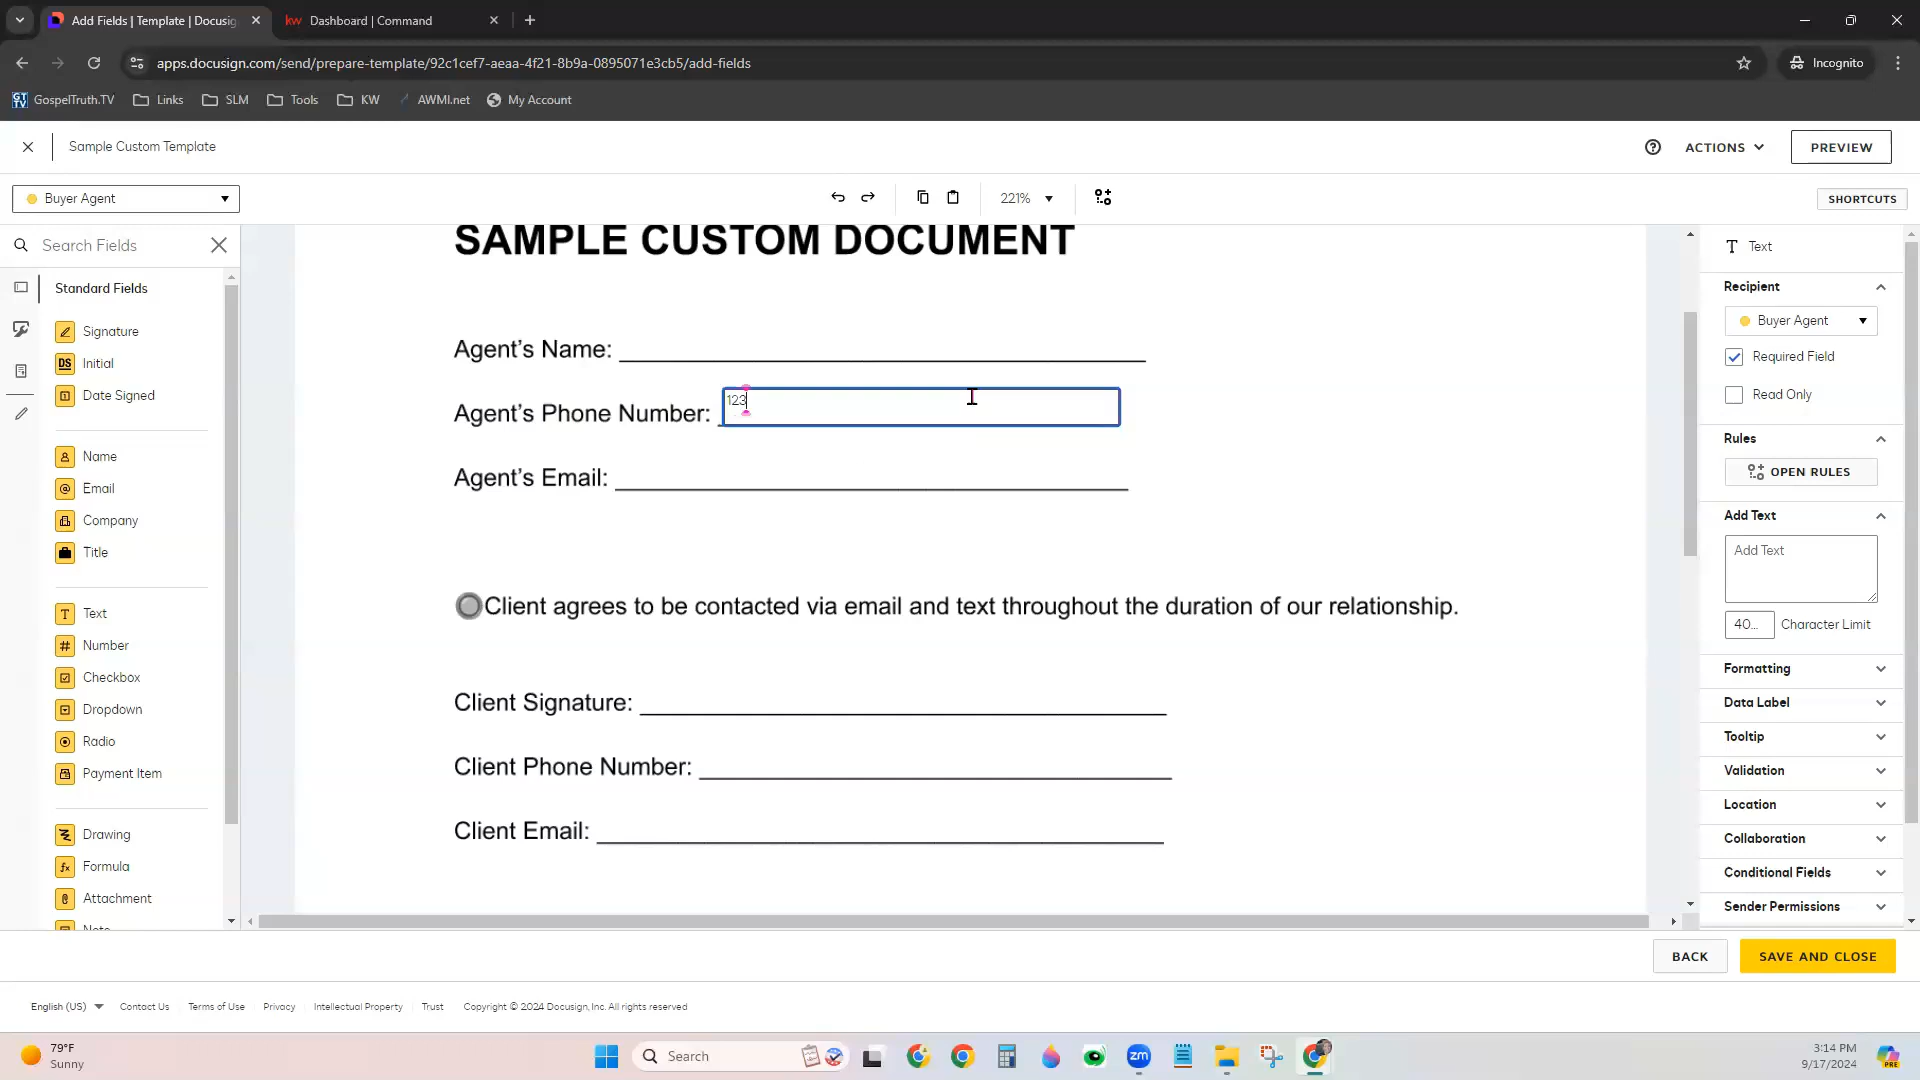 Add Fields | Template | Docusig
kw Dashboard | Command
apps.docusign.com/send/prepare-template/92c1cef7-aeaa-4f21-8b9a-0895071e3cb5/add-fields
Incognito
GT TV GospelTruth.TV
Links
SLM
Tools
KW
AWMI.net
My Account
Sample Custom Template
ACTIONS
PREVIEW
Buyer Agent
221%
SHORTCUTS
Search Fields
Standard Fields
Signature
DS Initial
Date Signed
Name
Email
Company
Title
Text
Number
Checkbox
Dropdown
Radio
Payment Item
Drawing
Formula
Attachment
Note
SAMPLE CUSTOM DOCUMENT
Agent’s Name:
Agent’s Phone Number: 123
Agent’s Email:
Client agrees to be contacted via email and text throughout the duration of our relationship.
Client Signature:
Client Phone Number:
Client Email:
T Text
Recipient
Buyer Agent
Required Field
Read Only
Rules
OPEN RULES
Add Text
Add Text
40... Character Limit
Formatting
Data Label
Tooltip
Validation
Location
Collaboration
Conditional Fields
Sender Permissions
BACK
SAVE AND CLOSE
English (US)
Contact Us
Terms of Use
Privacy
Intellectual Property
Trust
Copyright © 2024 Docusign, Inc. All rights reserved
79°F
Sunny
Search
zm
3:14 PM
9/17/2024
PRE